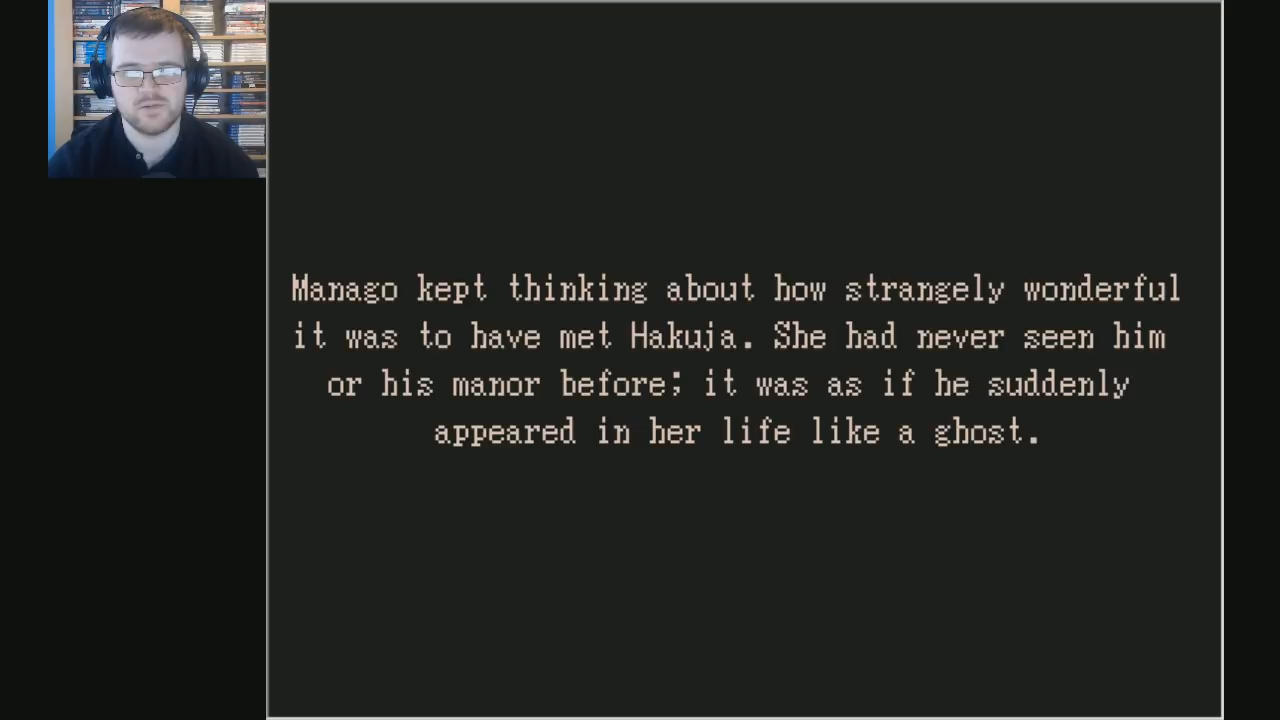 Manago kept thinking about how strangely wonderful
it was to have met Hakuja. She had never seen him
or his manor before; it was as if he suddenly
appeared in her life like a ghost.